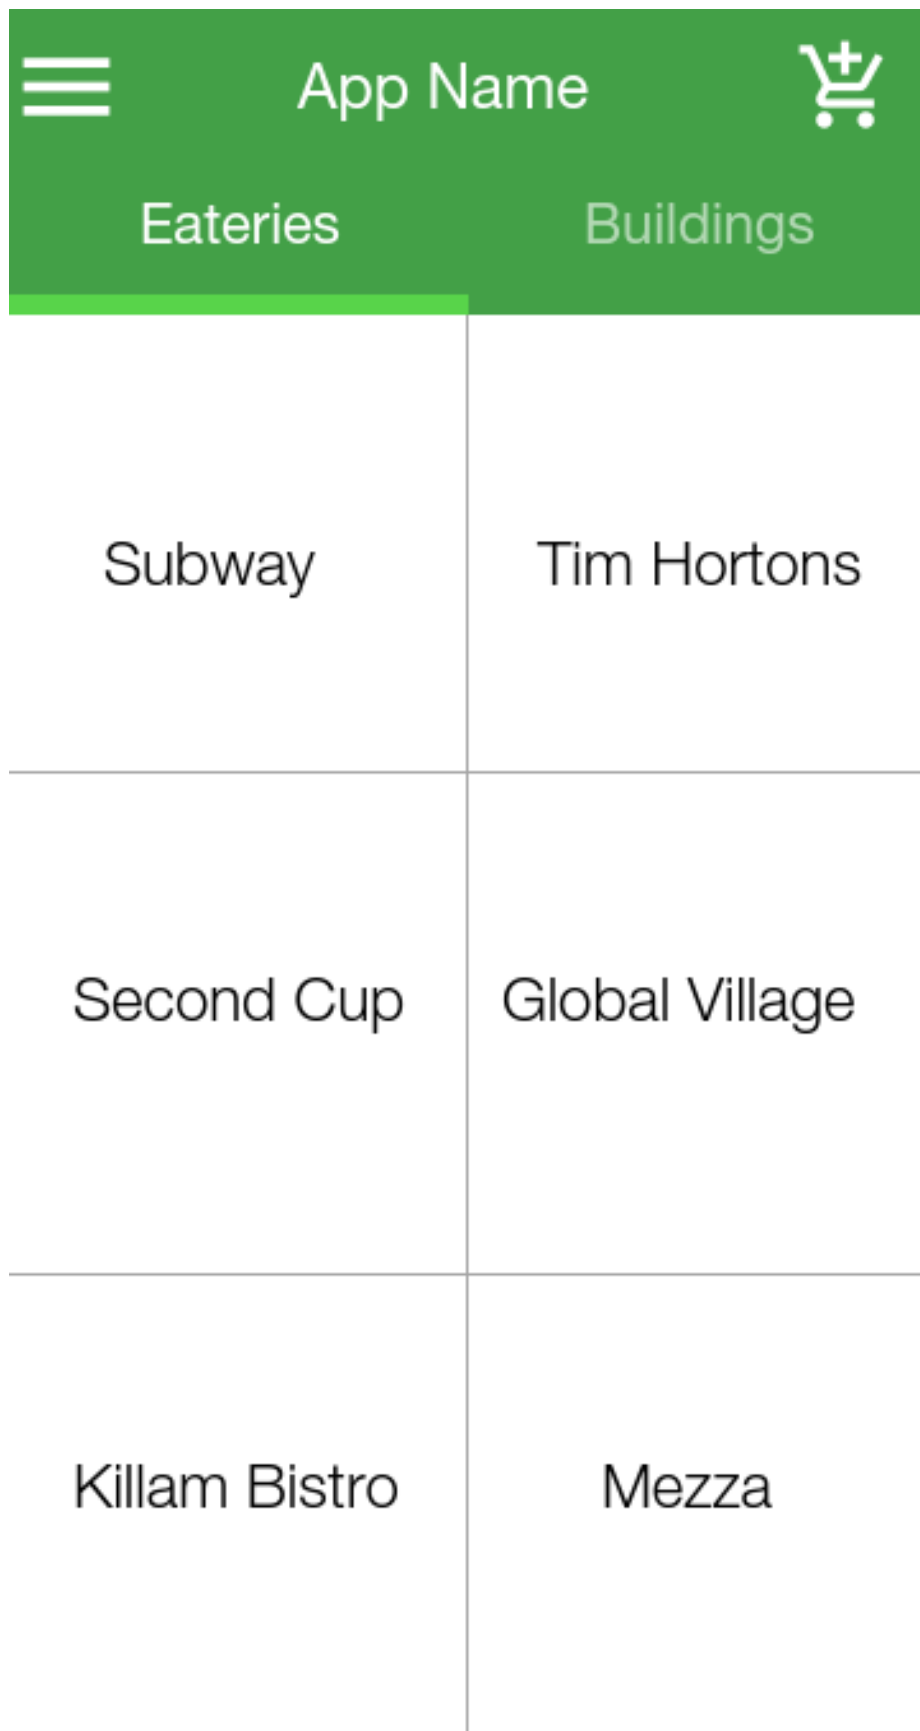 App Name
Eateries
Buildings
Subway
Tim Hortons
Second Cup
Global Village
Killam Bistro
Mezza